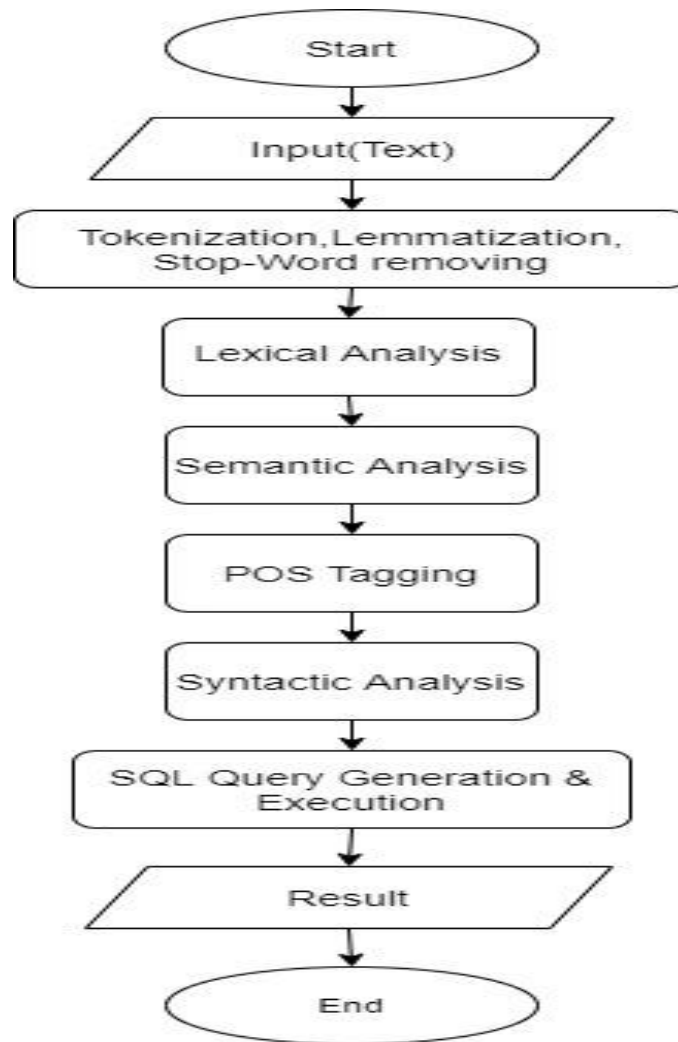 Start
Input(Text)
Tokenization,Lemmatization,
Stop-Word removing
Lexical Analysis
Semantic Analysis
POS Tagging
Syntactic Analysis
SQL Query Generation &
Execution
Result
End